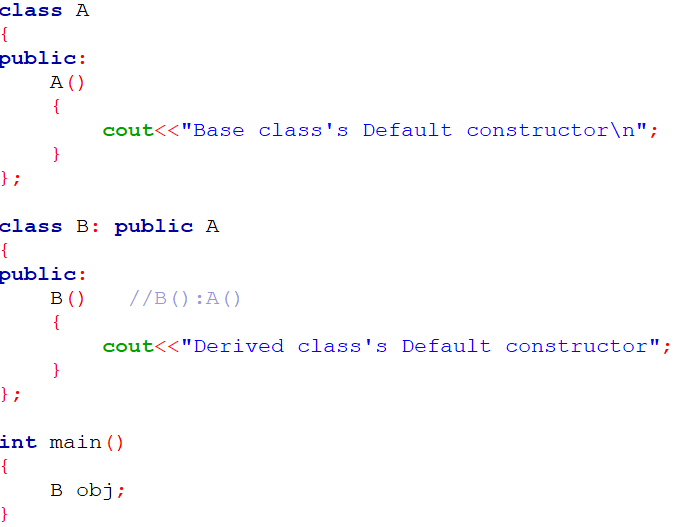 class A
{
public:
    A()
    {
        cout<<"Base class's Default constructor\n";
    }
};

class B: public A
{
public:
    B()   //B():A()
    {
        cout<<"Derived class's Default constructor";
    }
};

int main()
{
    B obj;
}